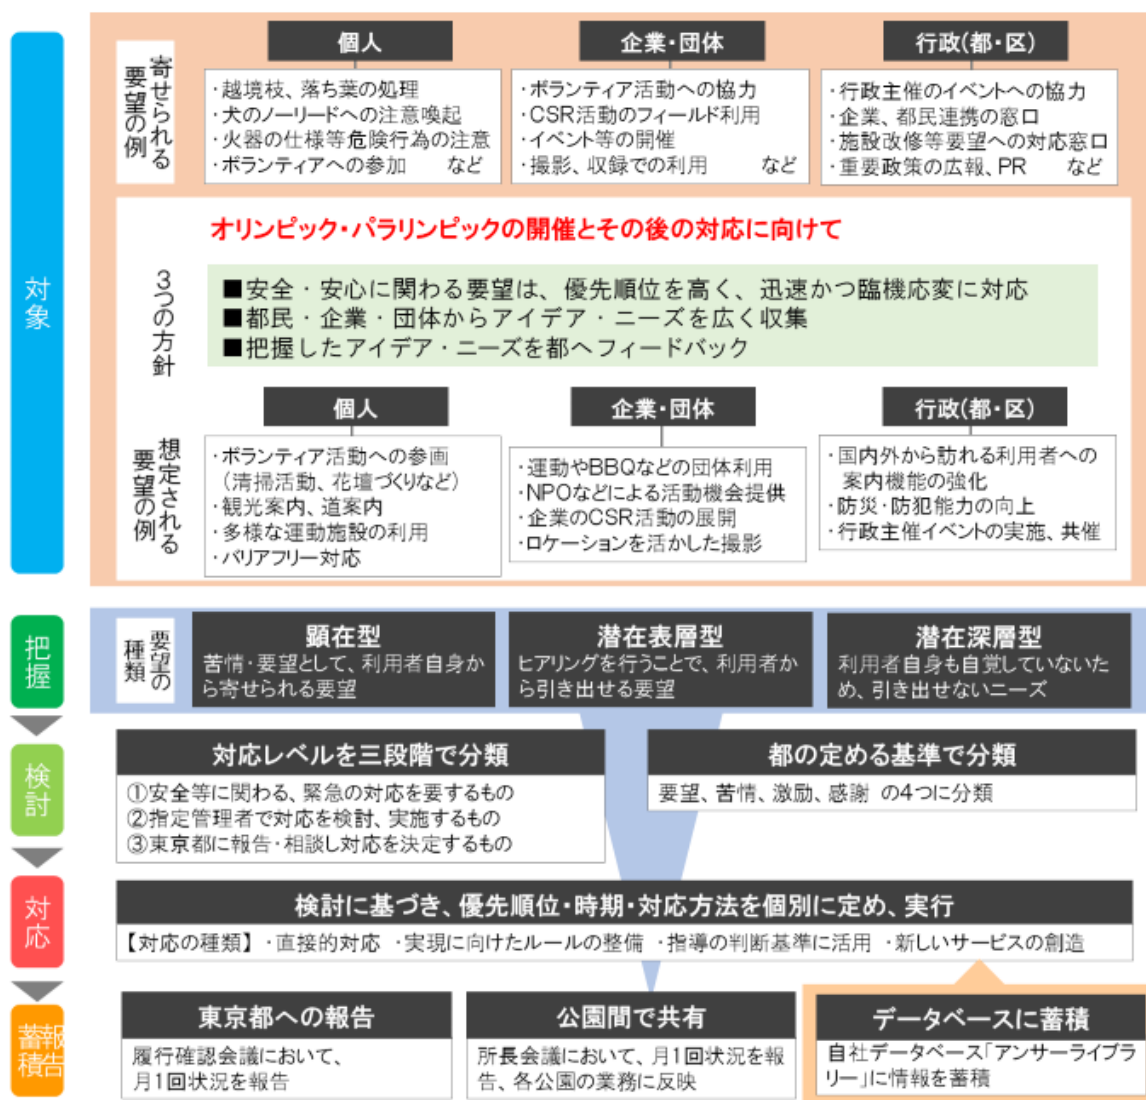 対象
寄せられる
要望の例
個人
・越境枝、落ち葉の処理
・犬のノーリードへの注意喚起
・火器の仕様等危険行為の注意
・ボランティアへの参加 など
企業・団体
・ボランティア活動への協力
・CSR活動のフィールド利用
・イベント等の開催
・撮影、収録での利用 など
行政(都・区)
・行政主催のイベントへの協力
・企業、都民連携の窓口
・施設改修等要望への対応窓口
・重要政策の広報、PR など
オリンピック・パラリンピックの開催とその後の対応に向けて
3つの方針
■安全・安心に関わる要望は、優先順位を高く、迅速かつ臨機応変に対応
■都民・企業・団体からアイデア・ニーズを広く収集
■把握したアイデア・ニーズを都へフィードバック
想定される
要望の例
個人
・ボランティア活動への参画
(清掃活動、花壇づくりなど)
・観光案内、道案内
・多様な運動施設の利用
・バリアフリー対応
企業・団体
・運動やBBQなどの団体利用
・NPOなどによる活動機会提供
・企業のCSR活動の展開
・ロケーションを活かした撮影
行政(都・区)
・国内外から訪れる利用者への
案内機能の強化
・防災・防犯能力の向上
・行政主催イベントの実施、共催
把握
要望の
種類
顕在型
苦情・要望として、利用者自身か
ら寄せられる要望
潜在表層型
ヒアリングを行うことで、利用者か
ら引き出せる要望
潜在深層型
利用者自身も自覚していないた
め、引き出せないニーズ
検討
対応レベルを三段階で分類
①安全等に関わる、緊急の対応を要するもの
②指定管理者で対応を検討、実施するもの
③東京都に報告・相談し対応を決定するもの
都の定める基準で分類
要望、苦情、激励、感謝 の4つに分類
対応
検討に基づき、優先順位・時期・対応方法を個別に定め、実行
【対応の種類】 ・直接的対応 ・実現に向けたルールの整備 ・指導の判断基準に活用 ・新しいサービスの創造
報告
蓄積
東京都への報告
履行確認会議において、
月1回状況を報告
公園間で共有
所長会議において、月1回状況を報
告、各公園の業務に反映
データベースに蓄積
自社データベース「アンサーライブラ
リー」に情報を蓄積